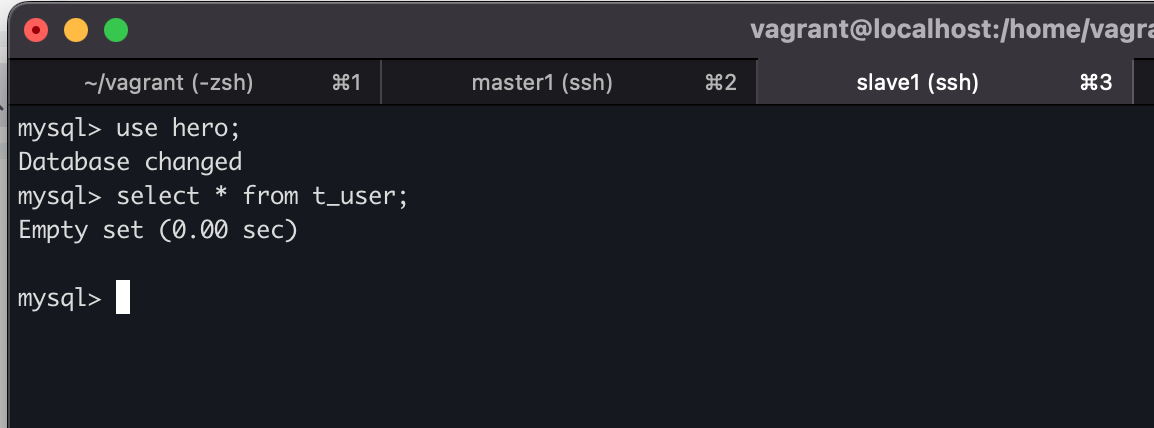 vagrant@localhost:/home/vagra
~/vagrant (-zsh) ⌘1 master1 (ssh) ⌘2 slave1 (ssh) ⌘3
mysql> use hero;
Database changed
mysql> select * from t_user;
Empty set (0.00 sec)
mysql>